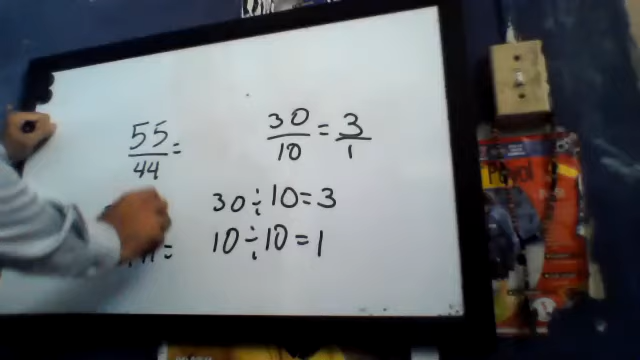 55/44 =
30/10 = 3/1
30 ÷ 10 = 3
10 ÷ 10 = 1